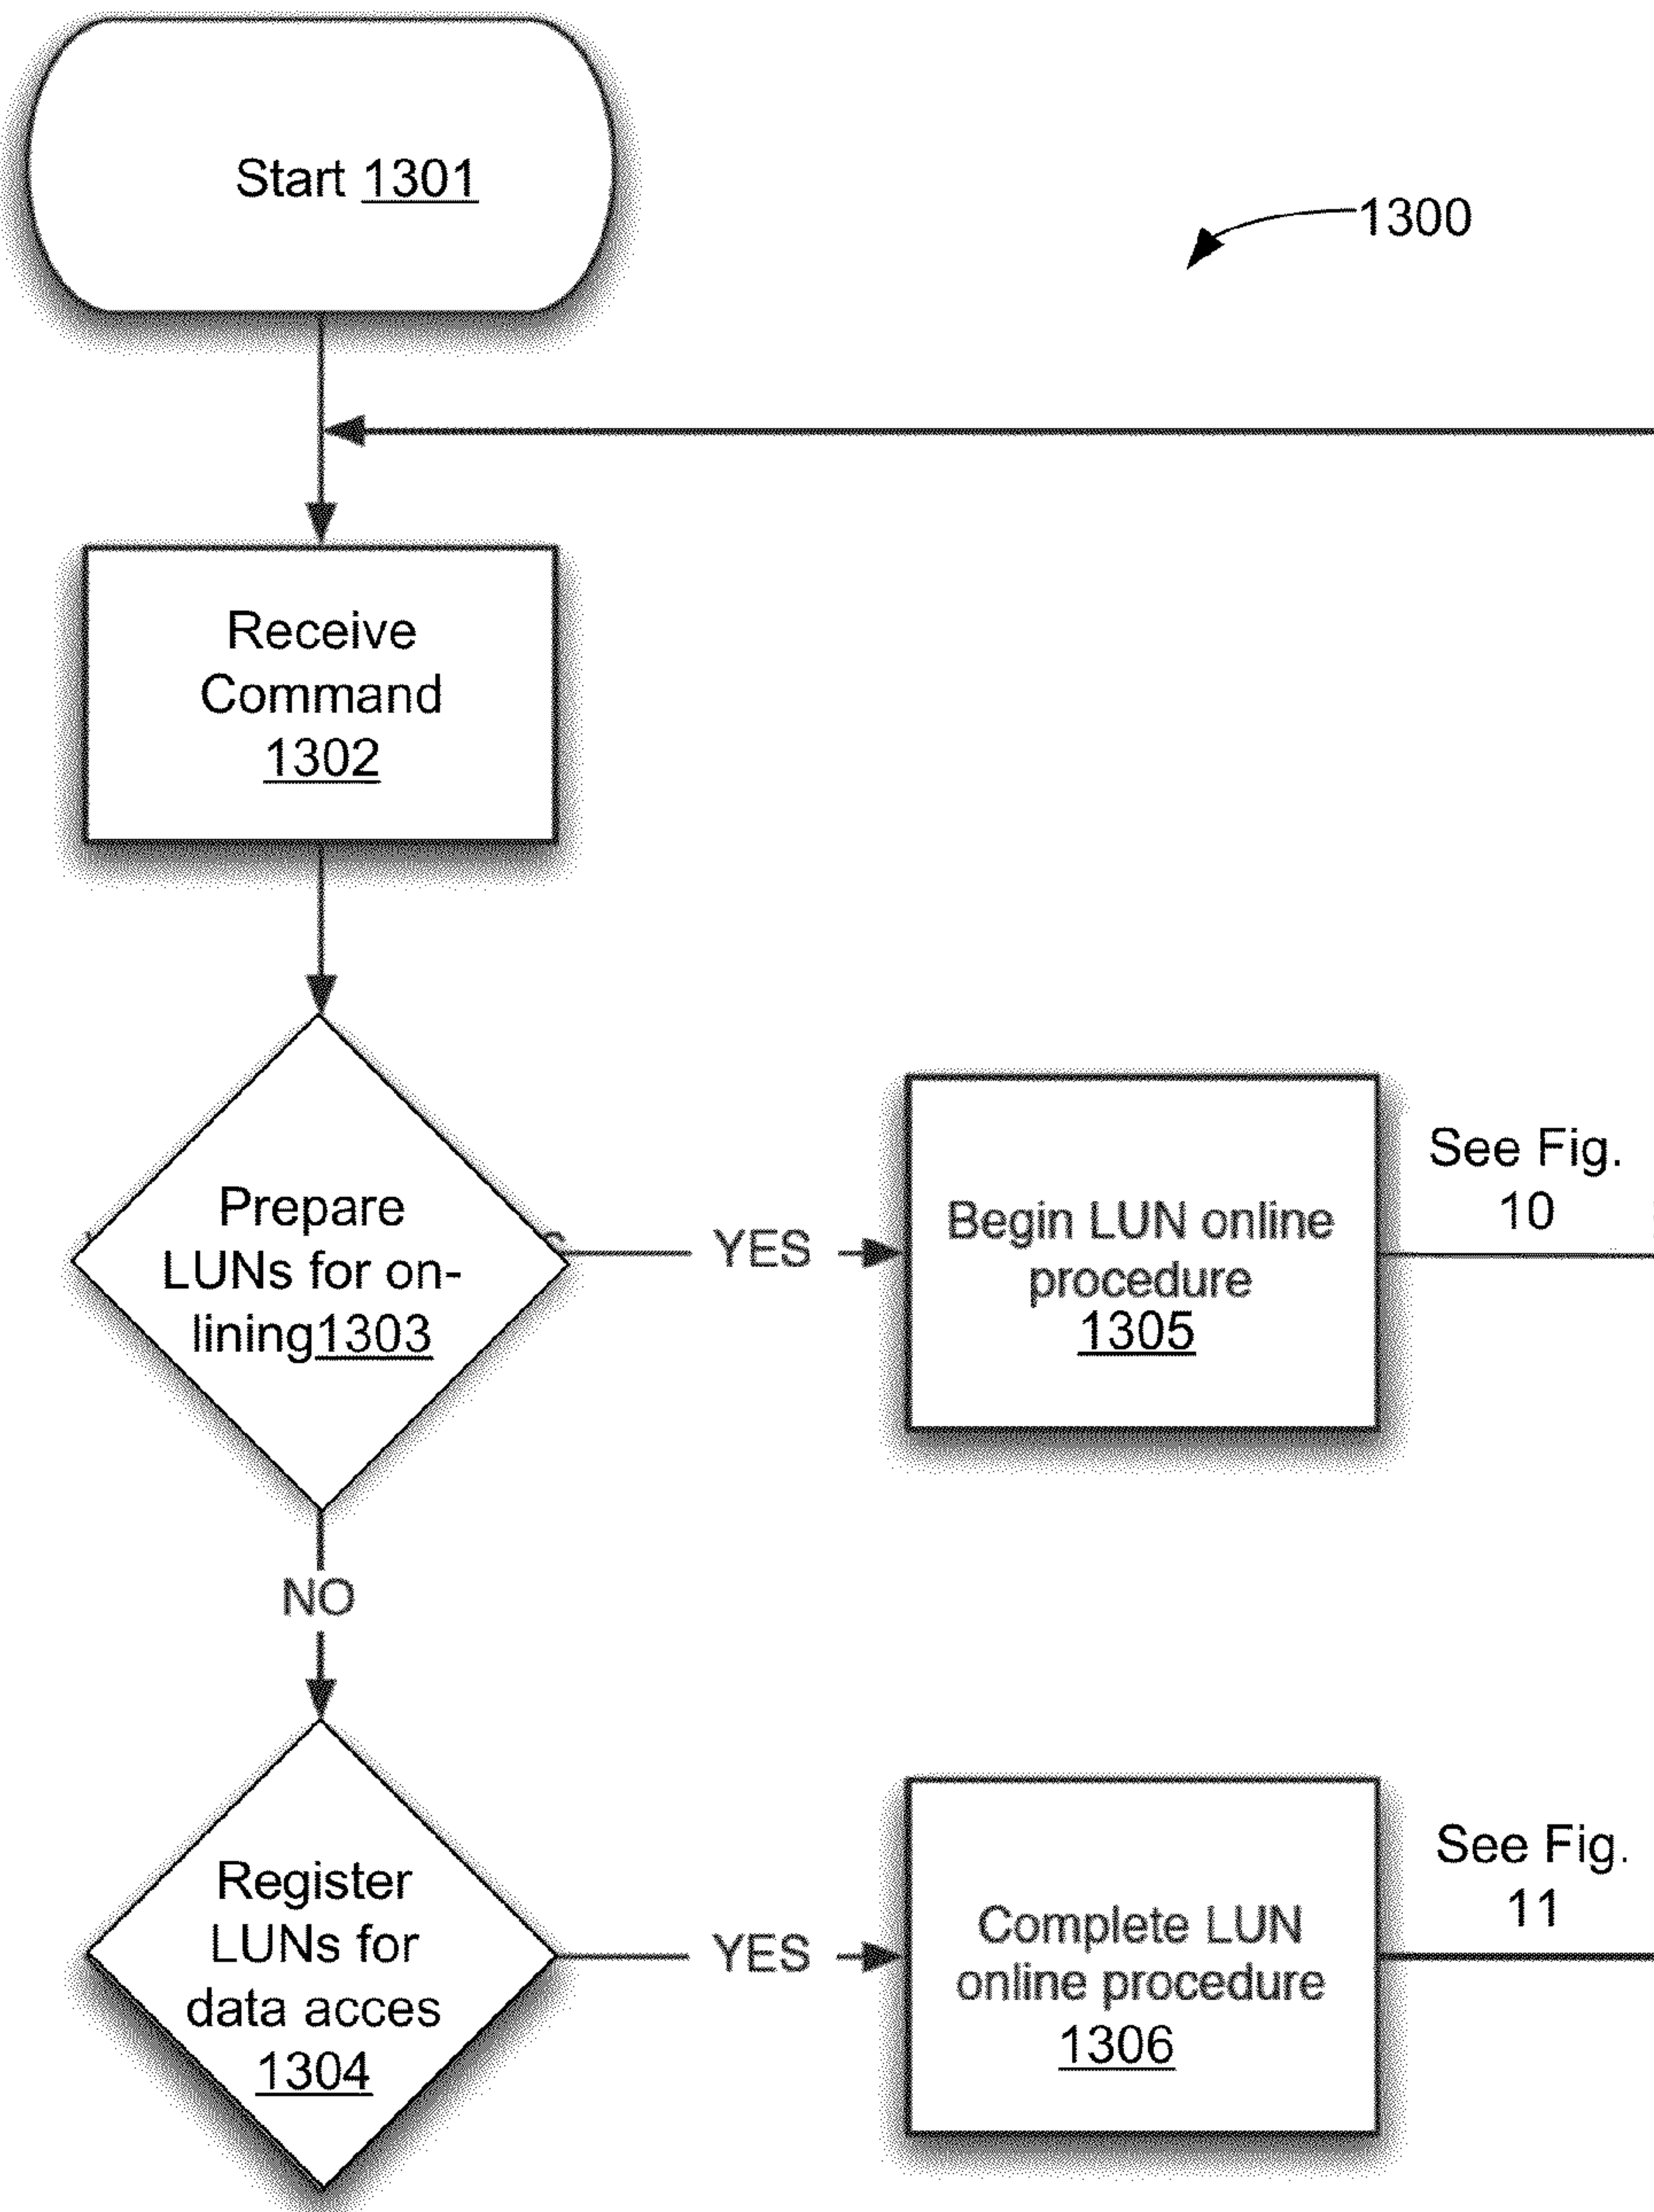 Start 1301
1300
Receive
Command
1302
Prepare
LUNs for on-
lining1303
YES
Begin LUN online
procedure
1305
See Fig.
10
NO
Register
LUNs for
data acces
1304
YES
Complete LUN
online procedure
1306
See Fig.
11